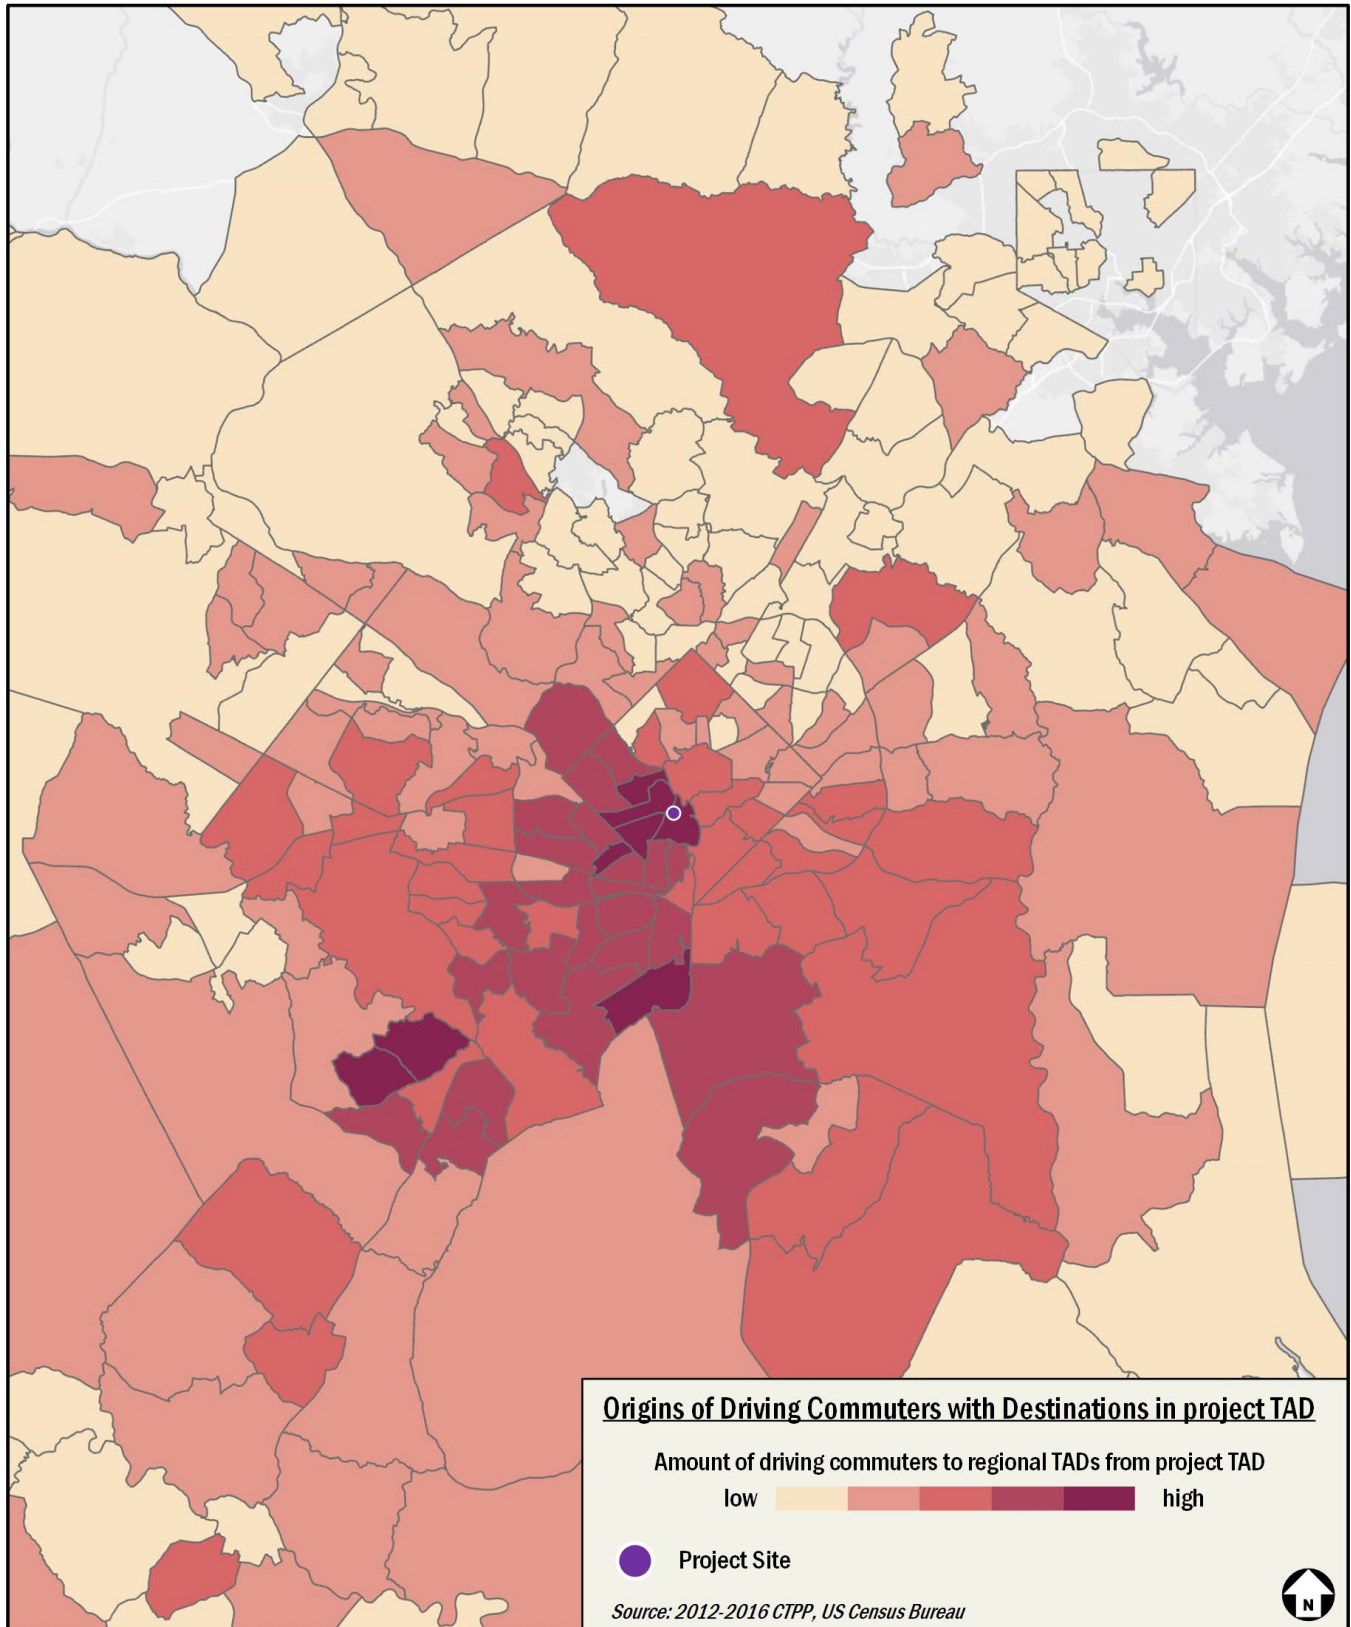 Origins of Driving Commuters with Destinations in project TAD
Amount of driving commuters to regional TADs from project TAD
low high
Project Site
Source: 2012-2016 CTPP, US Census Bureau
N